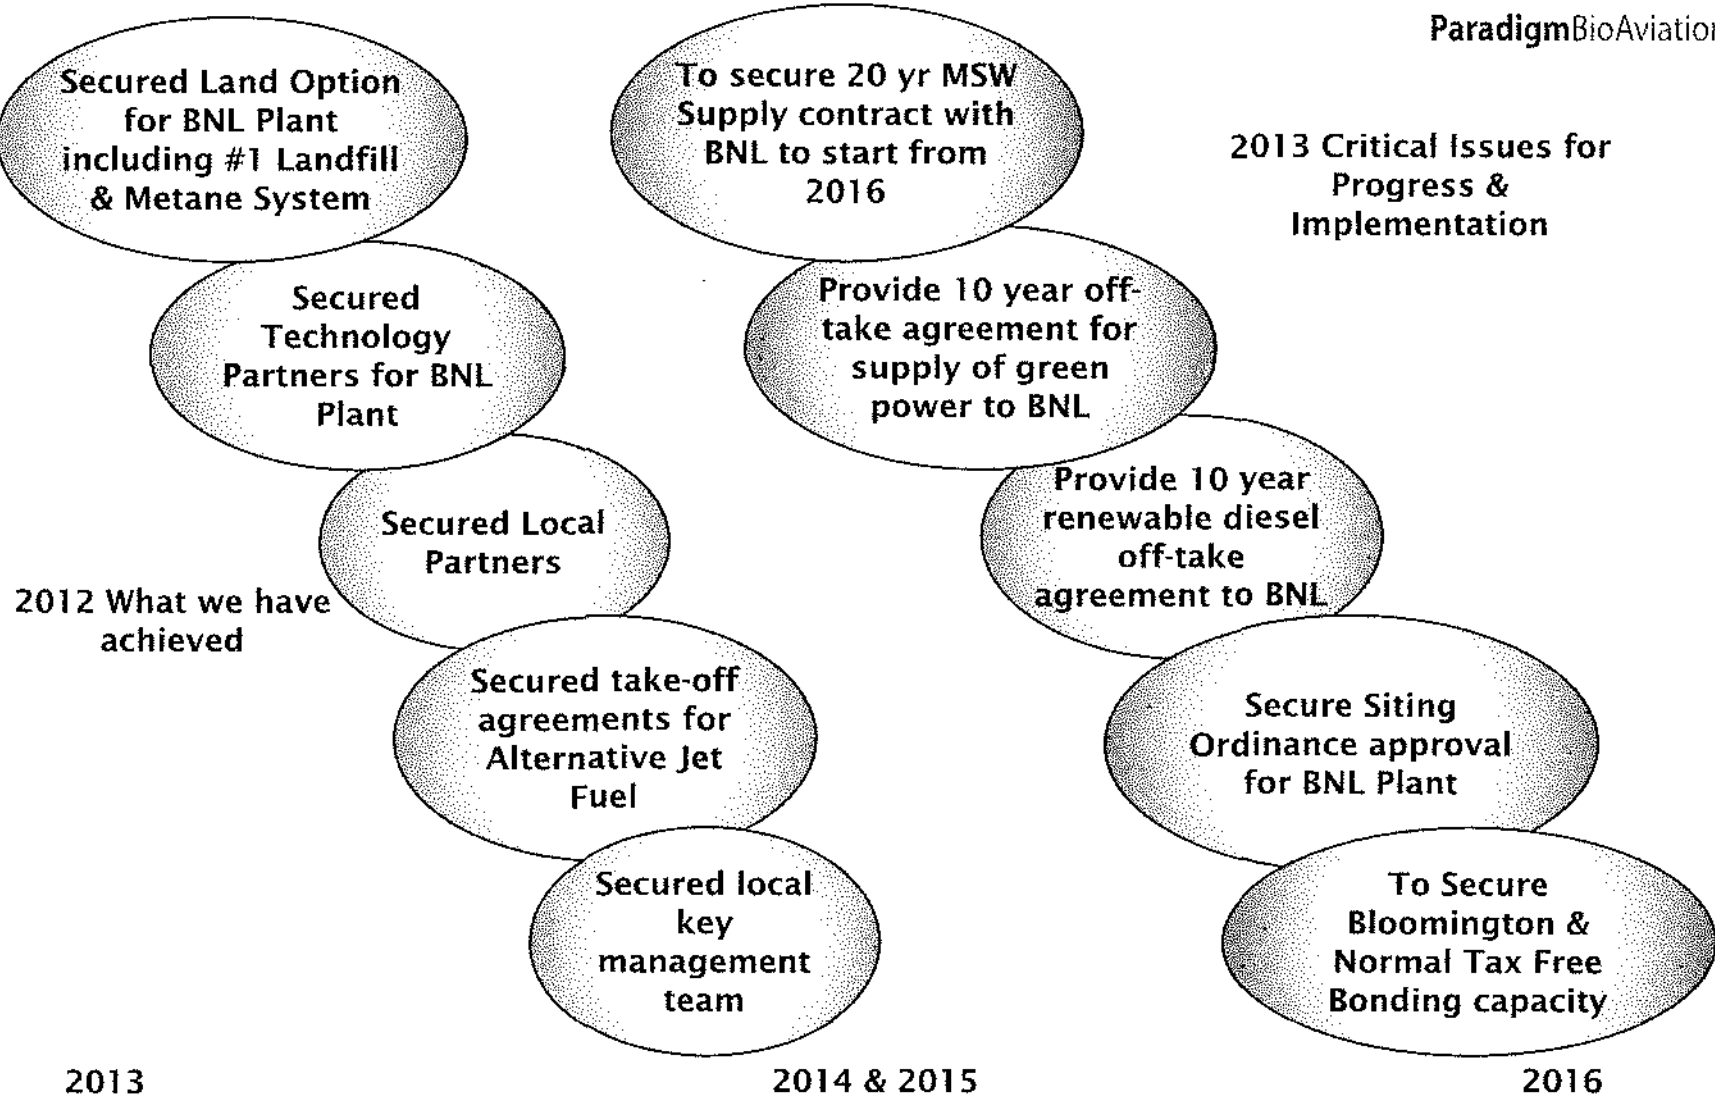 ParadigmBioAviation
Secured Land Option
for BNL Plant
including #1 Landfill
& Metane System
Secured
Technology
Partners for BNL
Plant
Secured Local
Partners
2012 What we have
achieved
Secured take-off
agreements for
Alternative Jet
Fuel
Secured local
key
management
team
To secure 20 yr MSW
Supply contract with
BNL to start from
2016
2013 Critical Issues for
Progress &
Implementation
Provide 10 year off-
take agreement for
supply of green
power to BNL
Provide 10 year
renewable diesel
off-take
agreement to BNL
Secure Siting
Ordinance approval
for BNL Plant
To Secure
Bloomington &
Normal Tax Free
Bonding capacity
2013
2014 & 2015
2016